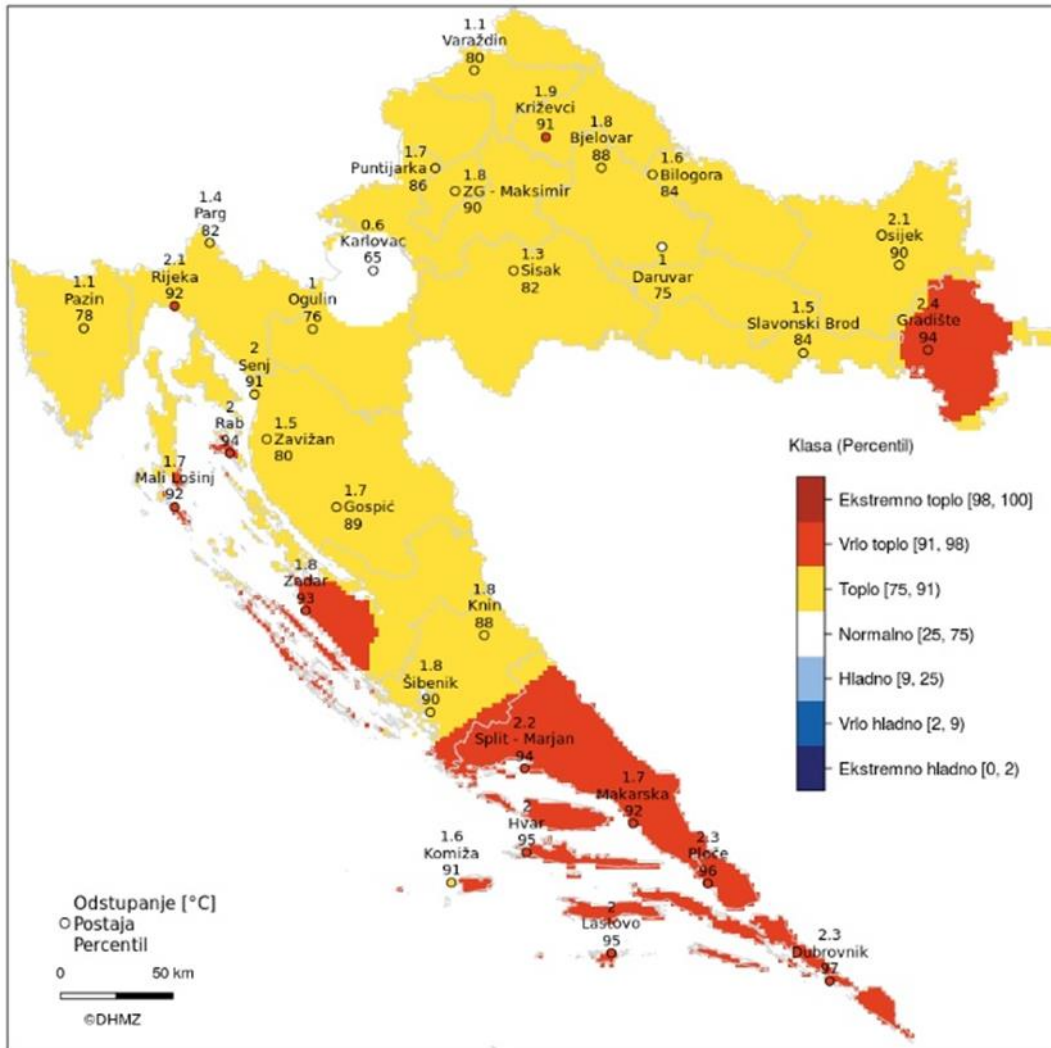 1.1
Varaždin
80
1.9
Križevci
91
1.8
Bjelovar
88
1.7
Puntijarka
86
1.8
ZG - Maksimir
90
1.6
Bilogora
84
1.4
Parg
82
0.6
Karlovac
65
2.1
Osijek
90
2.1
Rijeka
92
1.3
Sisak
82
1
Daruvar
75
1.1
Pazin
78
1
Ogulin
76
1.5
Slavonski Brod
84
2.4
Gradište
94
2
Senj
91
2
Rab
94
1.5
Zavižan
80
1.7
Mali Lošinj
92
1.7
Gospić
89
1.8
Zadar
93
1.8
Knin
88
1.8
Šibenik
90
2.2
Split - Marjan
94
1.7
Makarska
92
2
Hvar
95
1.6
Komiža
91
2.3
Ploče
96
2
Lastovo
95
2.3
Dubrovnik
97
Klasa (Percentil)
Ekstremno toplo [98, 100]
Vrlo toplo [91, 98)
Toplo [75, 91)
Normalno [25, 75)
Hladno [9, 25)
Vrlo hladno [2, 9)
Ekstremno hladno [0, 2)
Odstupanje [°C]
Postaja
Percentil
0 50 km
©DHMZ